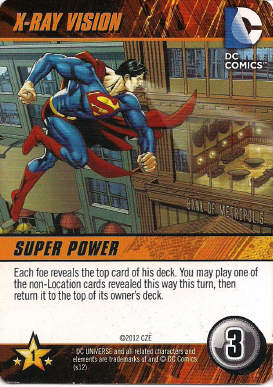 X-RAY VISION
DC
DC
COMICS™
BANK OF METROPOLIS
SUPER POWER
Each foe reveals the top card of his deck. You may play one of
the non-Location cards revealed this way this turn, then
return it to the top of its owner's deck.
©2012 CZE
DC UNIVERSE and all related characters and
elements are trademarks of and © DC Comics.
(s12)
1
3